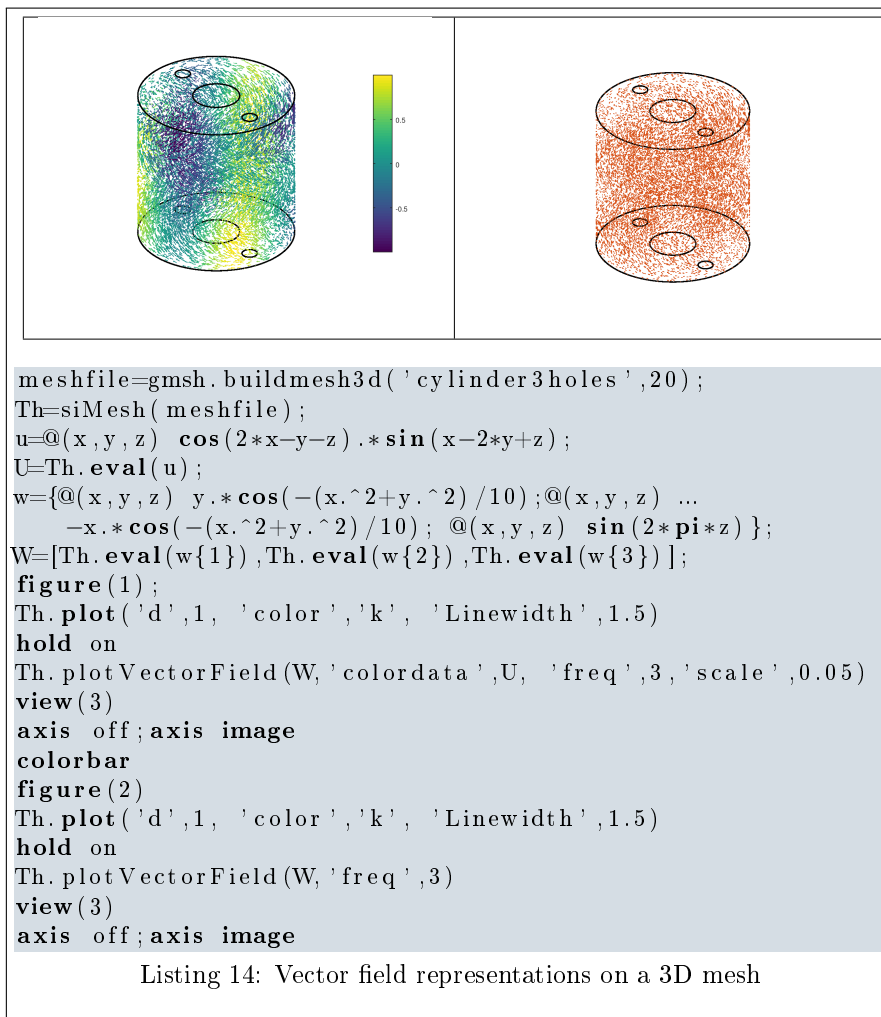 0.5
0
-0.5
meshfile=gmsh.buildmesh3d('cylinder3holes',20);
Th=siMesh(meshfile);
u=@(x,y,z) cos(2*x−y−z).*sin(x−2*y+z);
U=Th.eval(u);
w={@(x,y,z) y.*cos(−(x.^2+y.^2)/10);@(x,y,z) ...
−x.*cos(−(x.^2+y.^2)/10); @(x,y,z) sin(2*pi*z)};
W=[Th.eval(w{1}),Th.eval(w{2}),Th.eval(w{3})];
figure(1);
Th.plot('d',1, 'color','k', 'Linewidth',1.5)
hold on
Th.plotVectorField(W,'colordata',U, 'freq',3,'scale',0.05)
view(3)
axis off;axis image
colorbar
figure(2)
Th.plot('d',1, 'color','k', 'Linewidth',1.5)
hold on
Th.plotVectorField(W,'freq',3)
view(3)
axis off;axis image
Listing 14: Vector field representations on a 3D mesh